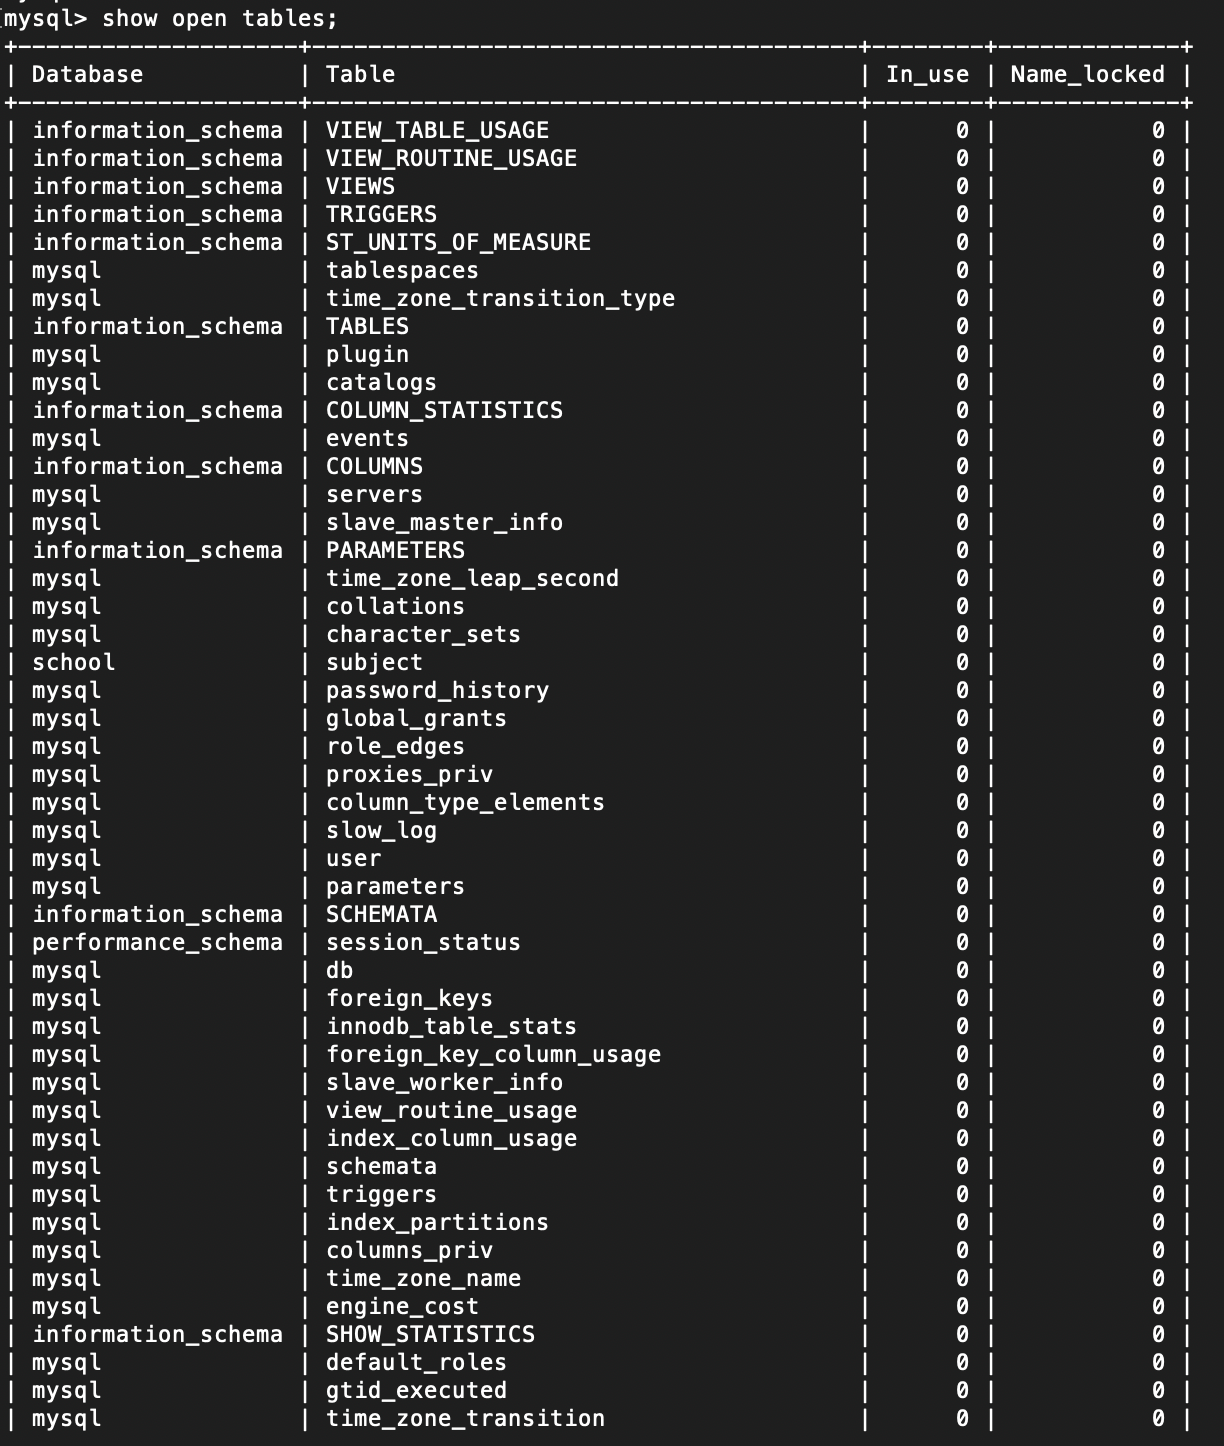 mysql> show open tables;
+--------------------+---------------------------------------+--------+-------------+
| Database           | Table                                 | In_use | Name_locked |
+--------------------+---------------------------------------+--------+-------------+
| information_schema | VIEW_TABLE_USAGE                      |      0 |           0 |
| information_schema | VIEW_ROUTINE_USAGE                    |      0 |           0 |
| information_schema | VIEWS                                 |      0 |           0 |
| information_schema | TRIGGERS                              |      0 |           0 |
| information_schema | ST_UNITS_OF_MEASURE                   |      0 |           0 |
| mysql              | tablespaces                           |      0 |           0 |
| mysql              | time_zone_transition_type             |      0 |           0 |
| information_schema | TABLES                                |      0 |           0 |
| mysql              | plugin                                |      0 |           0 |
| mysql              | catalogs                              |      0 |           0 |
| information_schema | COLUMN_STATISTICS                     |      0 |           0 |
| mysql              | events                                |      0 |           0 |
| information_schema | COLUMNS                               |      0 |           0 |
| mysql              | servers                               |      0 |           0 |
| mysql              | slave_master_info                     |      0 |           0 |
| information_schema | PARAMETERS                            |      0 |           0 |
| mysql              | time_zone_leap_second                 |      0 |           0 |
| mysql              | collations                            |      0 |           0 |
| mysql              | character_sets                        |      0 |           0 |
| school             | subject                               |      0 |           0 |
| mysql              | password_history                      |      0 |           0 |
| mysql              | global_grants                         |      0 |           0 |
| mysql              | role_edges                            |      0 |           0 |
| mysql              | proxies_priv                          |      0 |           0 |
| mysql              | column_type_elements                  |      0 |           0 |
| mysql              | slow_log                              |      0 |           0 |
| mysql              | user                                  |      0 |           0 |
| mysql              | parameters                            |      0 |           0 |
| information_schema | SCHEMATA                              |      0 |           0 |
| performance_schema | session_status                        |      0 |           0 |
| mysql              | db                                    |      0 |           0 |
| mysql              | foreign_keys                          |      0 |           0 |
| mysql              | innodb_table_stats                    |      0 |           0 |
| mysql              | foreign_key_column_usage              |      0 |           0 |
| mysql              | slave_worker_info                     |      0 |           0 |
| mysql              | view_routine_usage                    |      0 |           0 |
| mysql              | index_column_usage                    |      0 |           0 |
| mysql              | schemata                              |      0 |           0 |
| mysql              | triggers                              |      0 |           0 |
| mysql              | index_partitions                      |      0 |           0 |
| mysql              | columns_priv                          |      0 |           0 |
| mysql              | time_zone_name                        |      0 |           0 |
| mysql              | engine_cost                           |      0 |           0 |
| information_schema | SHOW_STATISTICS                       |      0 |           0 |
| mysql              | default_roles                         |      0 |           0 |
| mysql              | gtid_executed                         |      0 |           0 |
| mysql              | time_zone_transition                  |      0 |           0 |